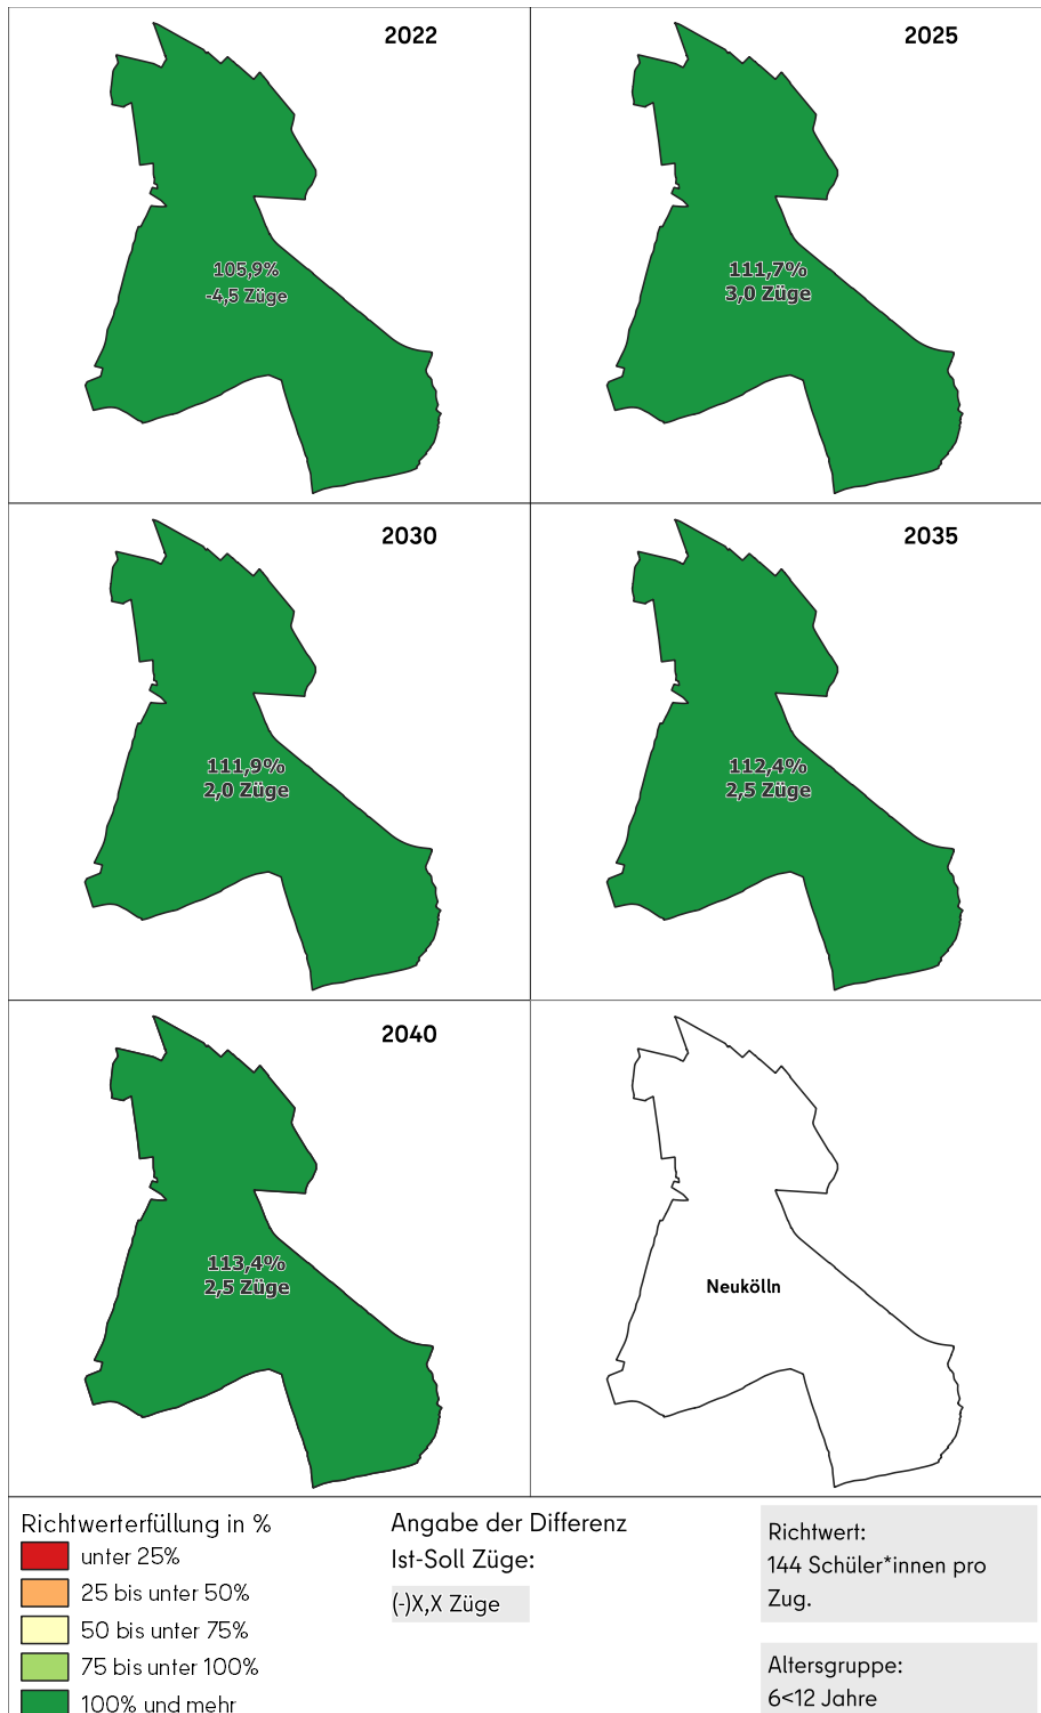 2022
105,9%
-4,5 Züge
2025
111,7%
3,0 Züge
2030
111,9%
2,0 Züge
2035
112,4%
2,5 Züge
2040
113,4%
2,5 Züge
Neukölln
Richtwerterfüllung in %
unter 25%
25 bis unter 50%
50 bis unter 75%
75 bis unter 100%
100% und mehr
Angabe der Differenz
Ist-Soll Züge:
(-)X,X Züge
Richtwert:
144 Schüler*innen pro
Zug.
Altersgruppe:
6<12 Jahre